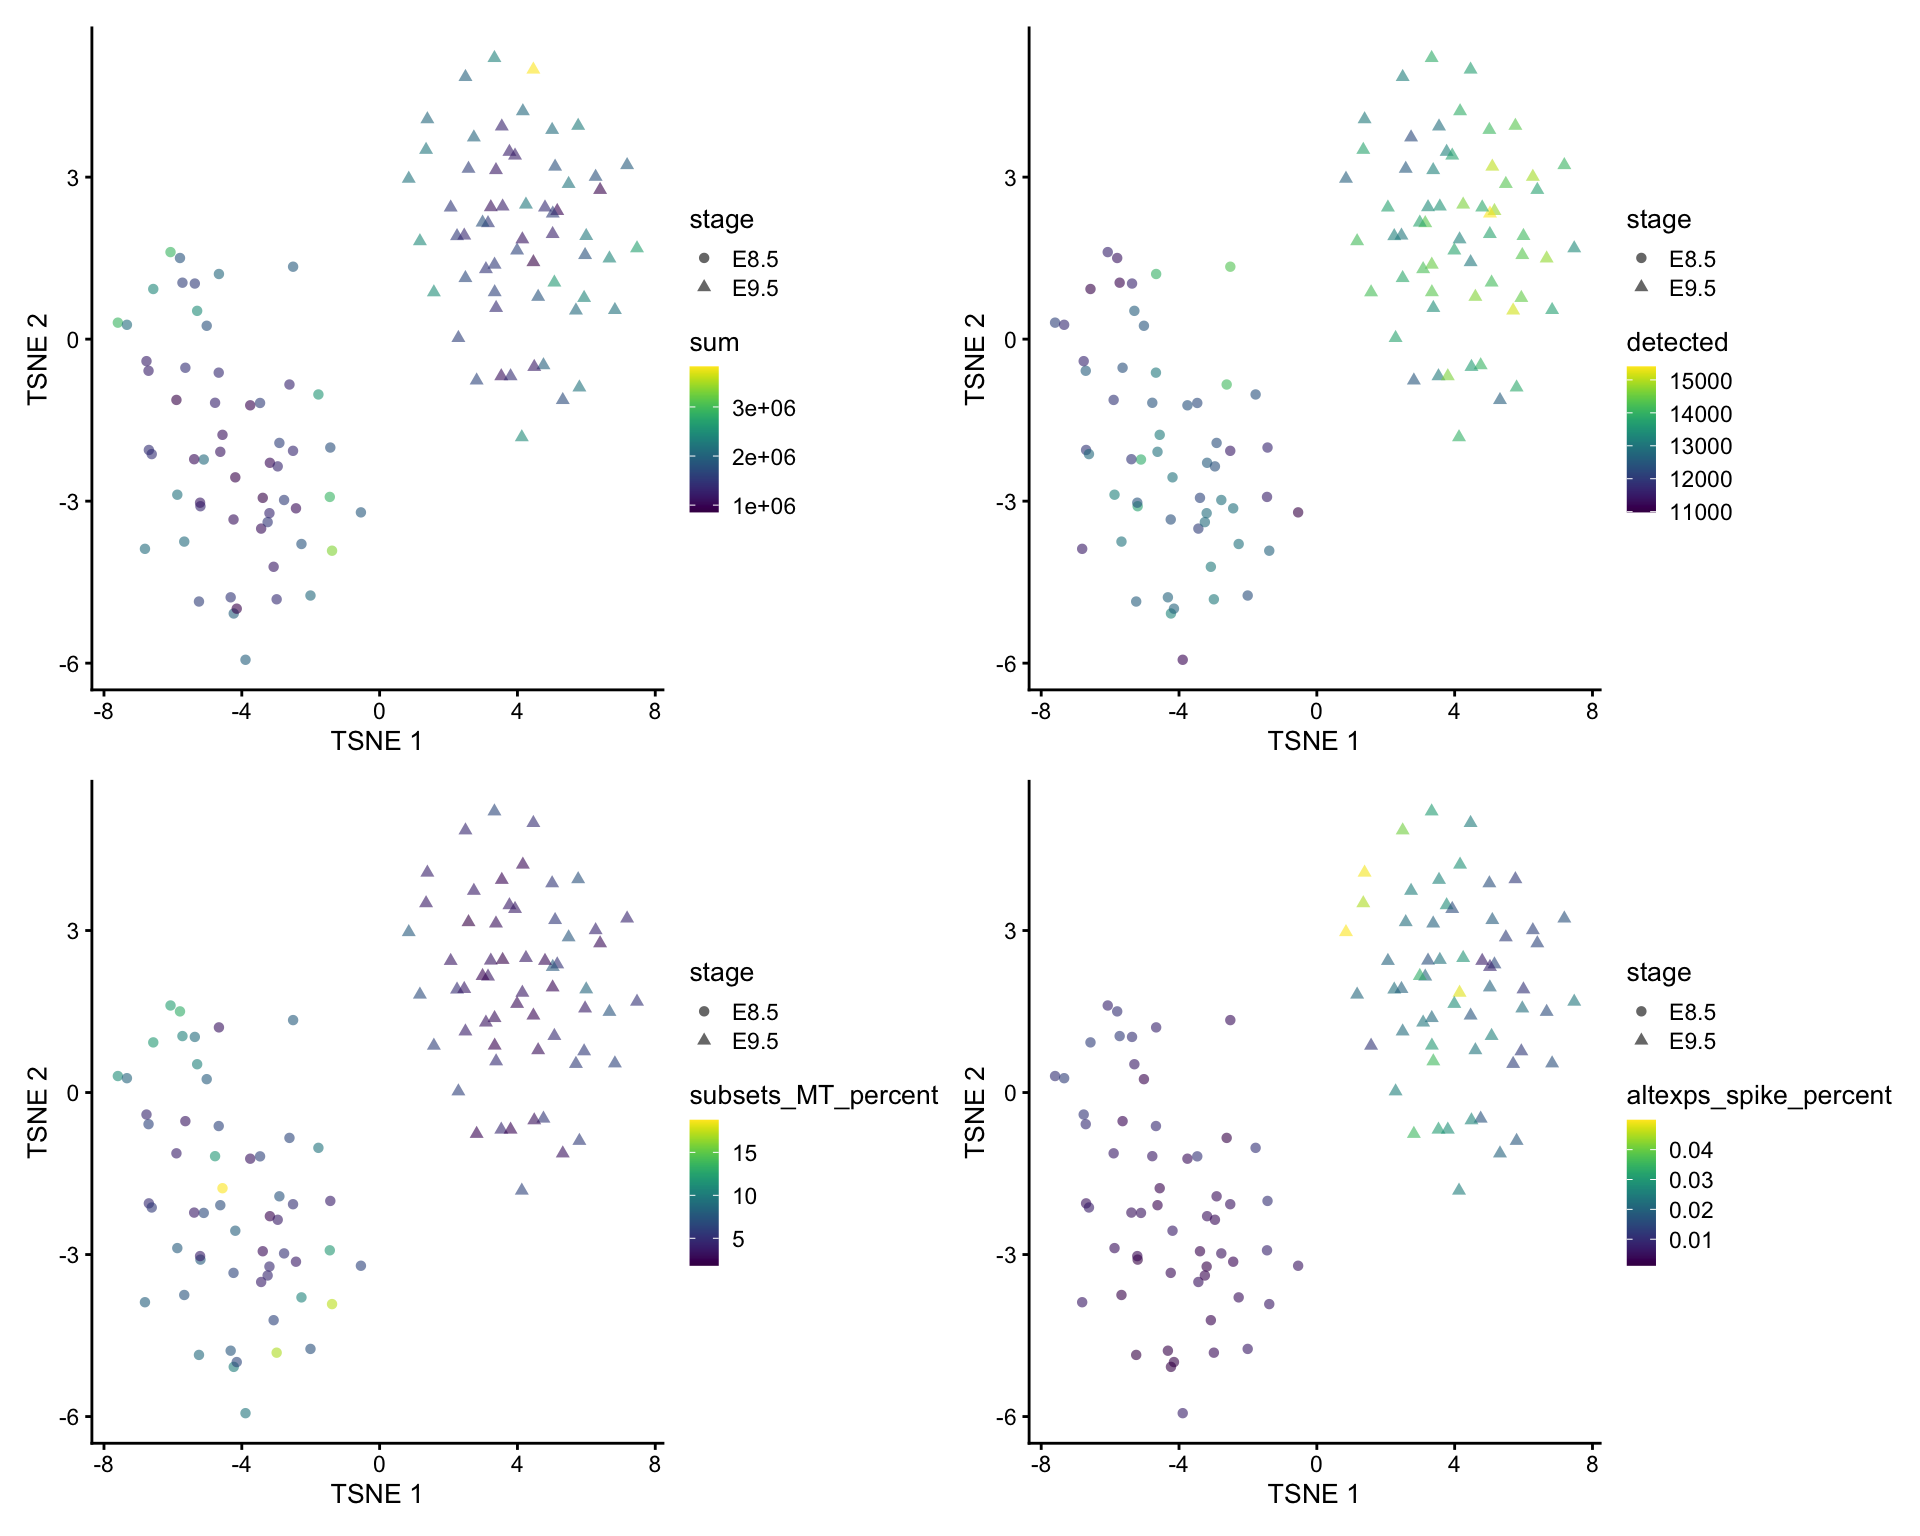 TSNE 2
3
0
-3
-6
-8
-4
0
4
8
TSNE 1
stage
E8.5
E9.5
sum
3e+06
2e+06
1e+06
TSNE 2
3
0
-3
-6
-8
-4
0
4
8
TSNE 1
stage
E8.5
E9.5
detected
15000
14000
13000
12000
11000
TSNE 2
3
0
-3
-6
-8
-4
0
4
8
TSNE 1
stage
E8.5
E9.5
subsets_MT_percent
15
10
5
TSNE 2
3
0
-3
-6
-8
-4
0
4
8
TSNE 1
stage
E8.5
E9.5
altexps_spike_percent
0.04
0.03
0.02
0.01